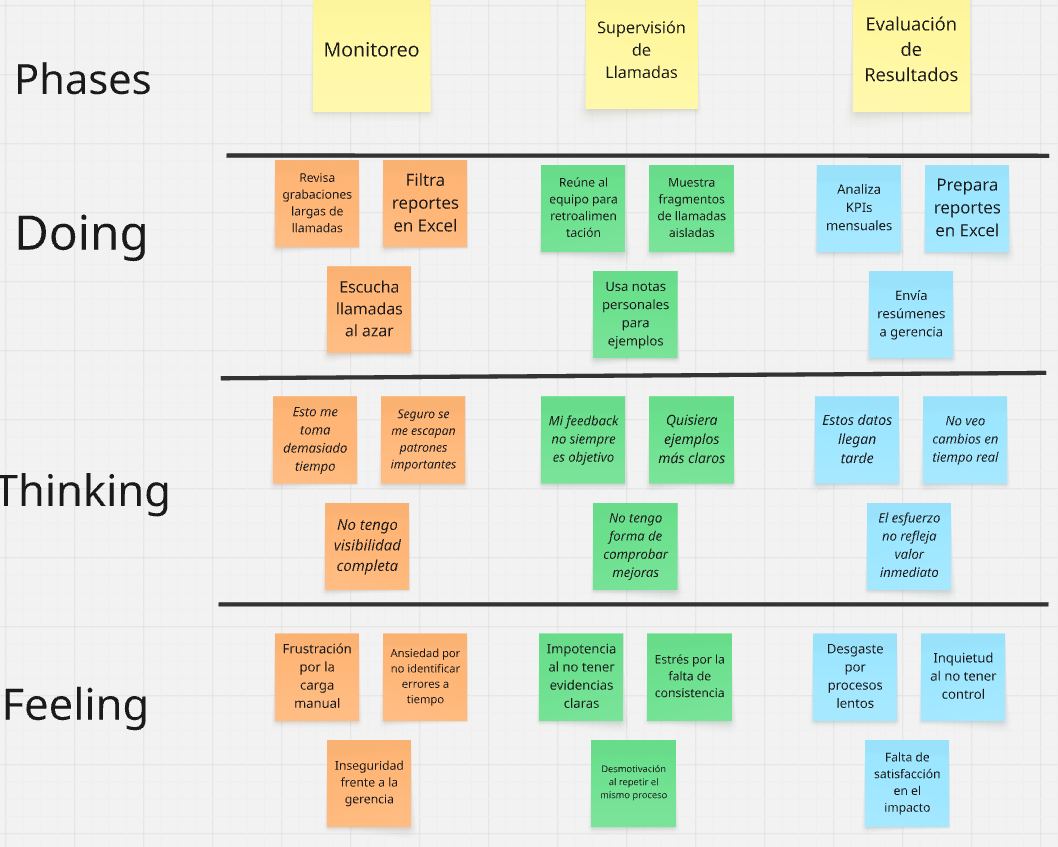 Phases
Monitoreo
Supervisión
de
Llamadas
Evaluación
de
Resultados
Doing
Revisa
grabaciones
largas de
llamadas
Filtra
reportes
en Excel
Escucha
llamadas
al azar
Reúne al
equipo para
retroalimen
tación
Muestra
fragmentos
de llamadas
aisladas
Usa notas
personales
para
ejemplos
Analiza
KPIs
mensuales
Prepara
reportes
en Excel
Envía
resúmenes
a gerencia
Thinking
Esto me
toma
demasiado
tiempo
Seguro se
me escapan
patrones
importantes
No tengo
visibilidad
completa
Mi feedback
no siempre
es objetivo
Quisiera
ejemplos
más claros
No tengo
forma de
comprobar
mejoras
Estos datos
llegan
tarde
No veo
cambios en
tiempo real
El esfuerzo
no refleja
valor
inmediato
Feeling
Frustración
por la
carga
manual
Ansiedad por
no identificar
errores a
tiempo
Inseguridad
frente a la
gerencia
Impotencia
al no tener
evidencias
claras
Estrés por la
falta de
consistencia
Desmotivación
al repetir el
mismo proceso
Desgaste
por
procesos
lentos
Inquietud
al no tener
control
Falta de
satisfacción
en el
impacto